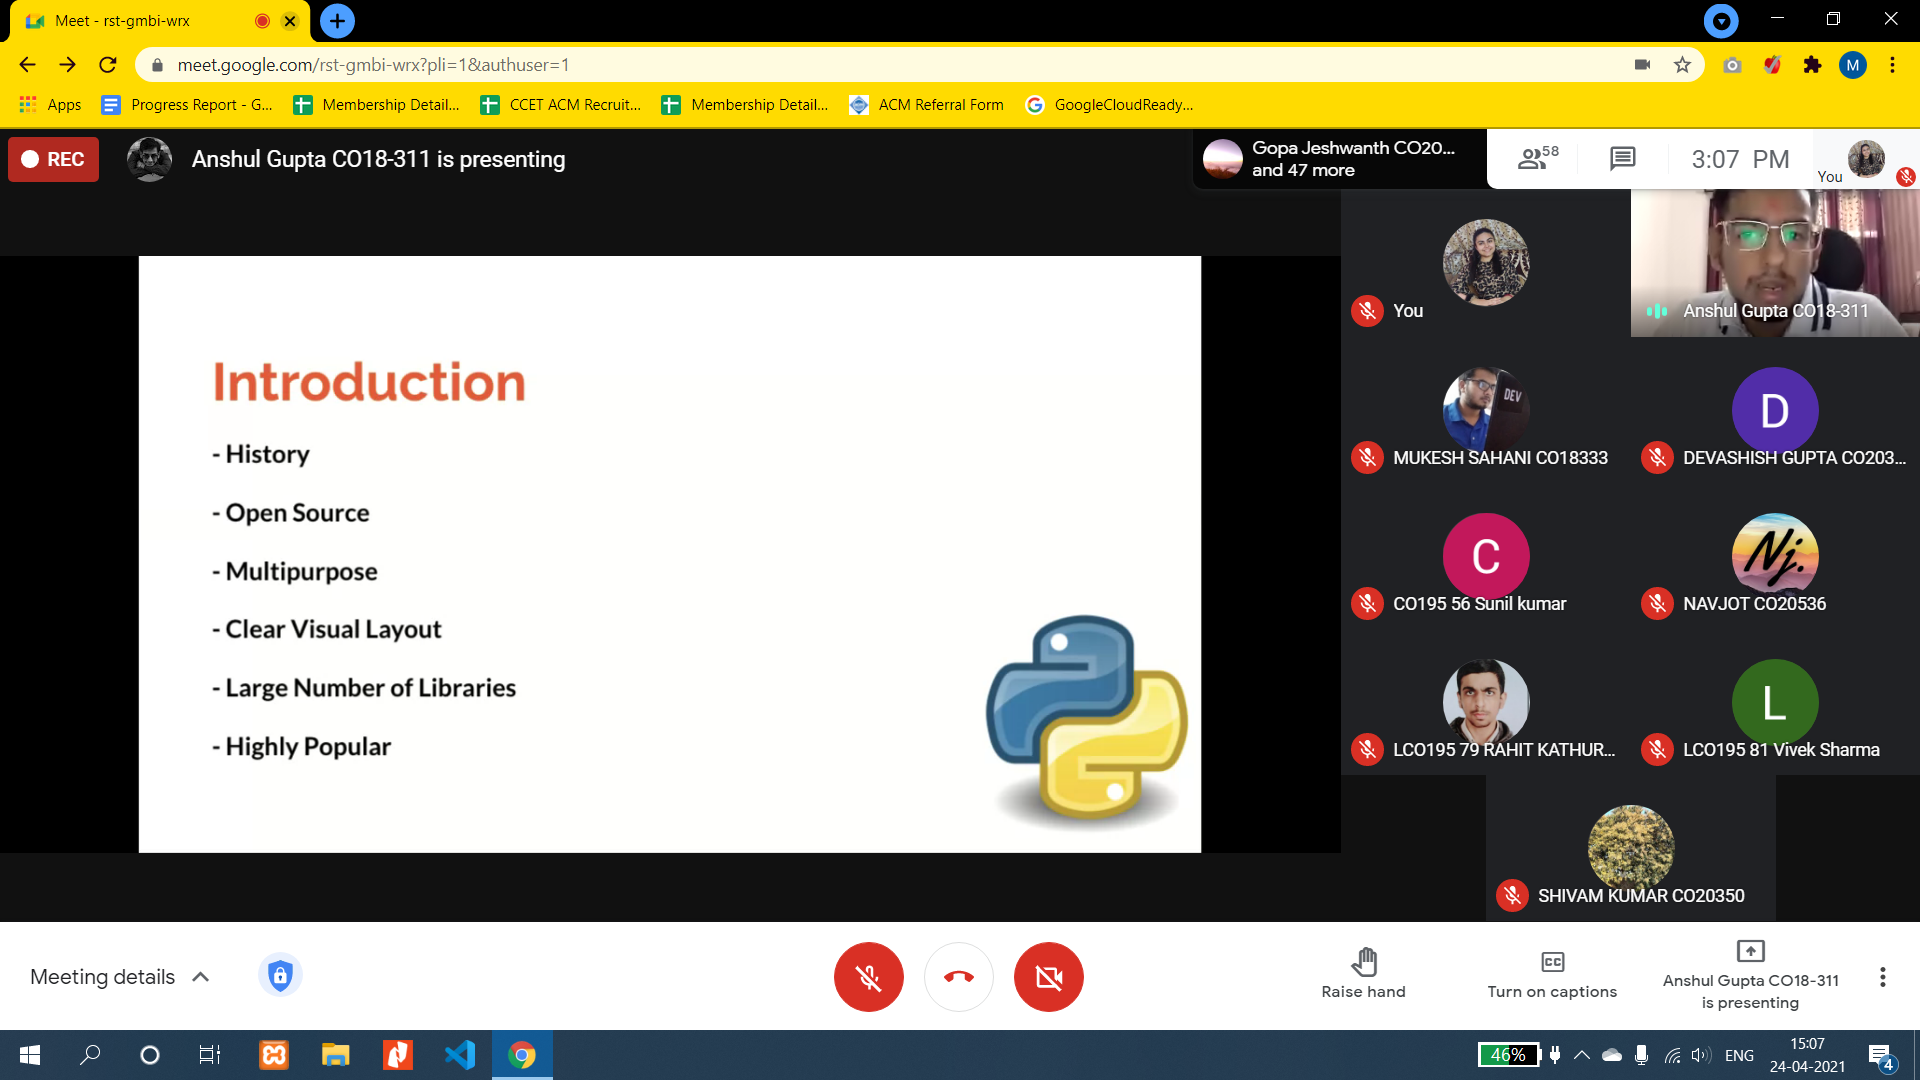 Meet - rst-gmbi-wrx
meet.google.com/rst-gmbi-wrx?pli=1&authuser=1
M
Apps
Progress Report - G...
Membership Detail...
CCET ACM Recruit...
Membership Detail...
ACM Referral Form
GoogleCloudReady...
REC
Anshul Gupta CO18-311 is presenting
Gopa Jeshwanth CO20...
and 47 more
58
3:07 PM
You
Introduction
- History
- Open Source
- Multipurpose
- Clear Visual Layout
- Large Number of Libraries
- Highly Popular
You
Anshul Gupta CO18-311
DEV
MUKESH SAHANI CO18333
D
DEVASHISH GUPTA CO203...
C
CO195 56 Sunil kumar
Nj.
NAVJOT CO20536
LCO195 79 RAHIT KATHUR...
L
LCO195 81 Vivek Sharma
SHIVAM KUMAR CO20350
Meeting details
Raise hand
CC
Turn on captions
Anshul Gupta CO18-311
is presenting
46%
ENG
15:07
24-04-2021
4